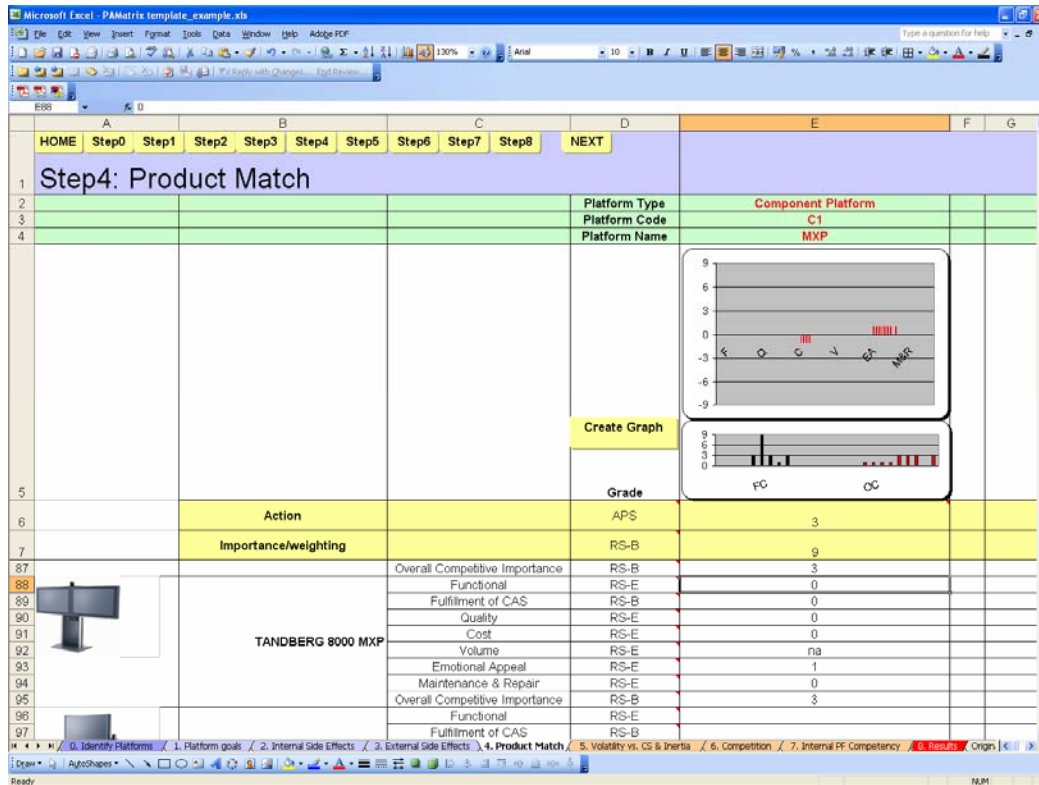 Microsoft Excel - PAMatrix template_example.xls
File Edit View Insert Format Tools Data Window Help Adobe PDF Type a question for help
130% Arial 10 B I U
Reply with Changes... End Review...
E88 fx 0
A B C D E F G
HOME Step0 Step1 Step2 Step3 Step4 Step5 Step6 Step7 Step8 NEXT
1 Step4: Product Match
2 Platform Type Component Platform
3 Platform Code C1
4 Platform Name MXP
9
6
3
0
-3
-6
-9
F Q C V EA M&R
Create Graph
9
6
3
0
FC OC
5 Grade
6 Action APS 3
7 Importance/weighting RS-B 9
87 Overall Competitive Importance RS-B 3
88 Functional RS-E 0
89 Fulfillment of CAS RS-B 0
90 Quality RS-E 0
91 TANDBERG 8000 MXP Cost RS-E 0
92 Volume RS-E na
93 Emotional Appeal RS-E 1
94 Maintenance & Repair RS-E 0
95 Overall Competitive Importance RS-B 3
96 Functional RS-E
97 Fulfillment of CAS RS-B
0. Identify Platforms / 1. Platform goals / 2. Internal Side Effects / 3. External Side Effects \ 4. Product Match / 5. Volatility vs. CS & Inertia / 6. Competition / 7. Internal PF Competency / 8. Results / Origin
Draw AutoShapes
Ready NUM